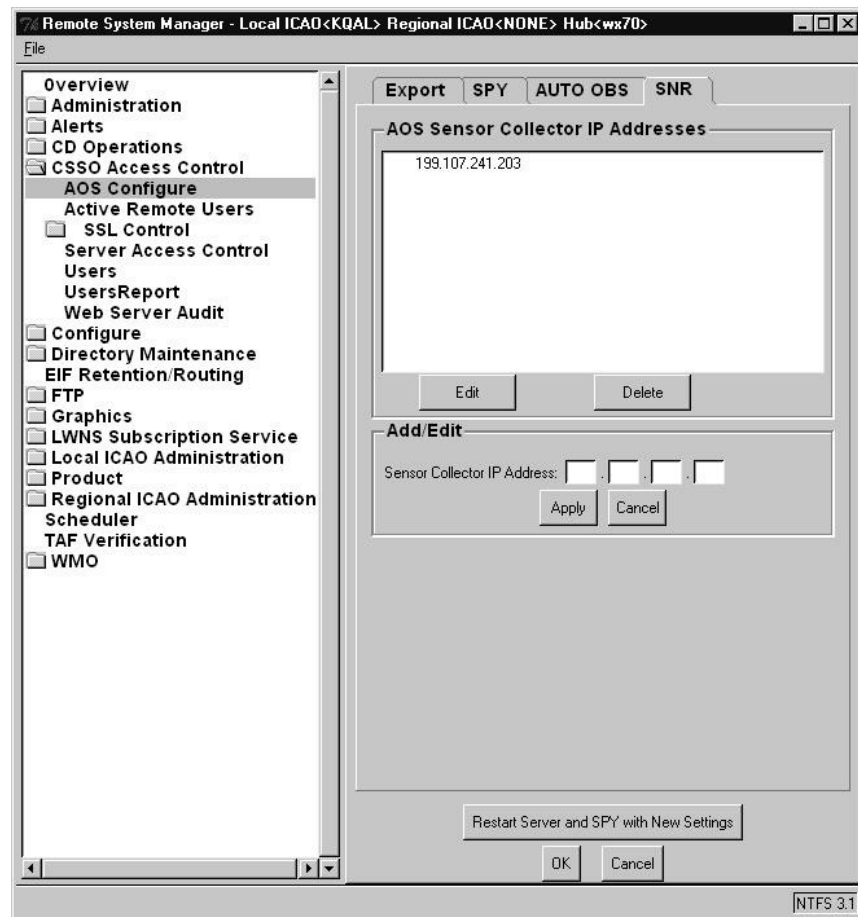 Remote System Manager - Local ICAO<KQAL> Regional ICAO<NONE> Hub<wx70>
File
Overview
Administration
Alerts
CD Operations
CSSO Access Control
AOS Configure
Active Remote Users
SSL Control
Server Access Control
Users
UsersReport
Web Server Audit
Configure
Directory Maintenance
EIF Retention/Routing
FTP
Graphics
LWNS Subscription Service
Local ICAO Administration
Product
Regional ICAO Administration
Scheduler
TAF Verification
WMO
Export SPY AUTO OBS SNR
AOS Sensor Collector IP Addresses
199.107.241.203
Edit Delete
Add/Edit
Sensor Collector IP Address: . . .
Apply Cancel
Restart Server and SPY with New Settings
OK Cancel
NTFS 3.1